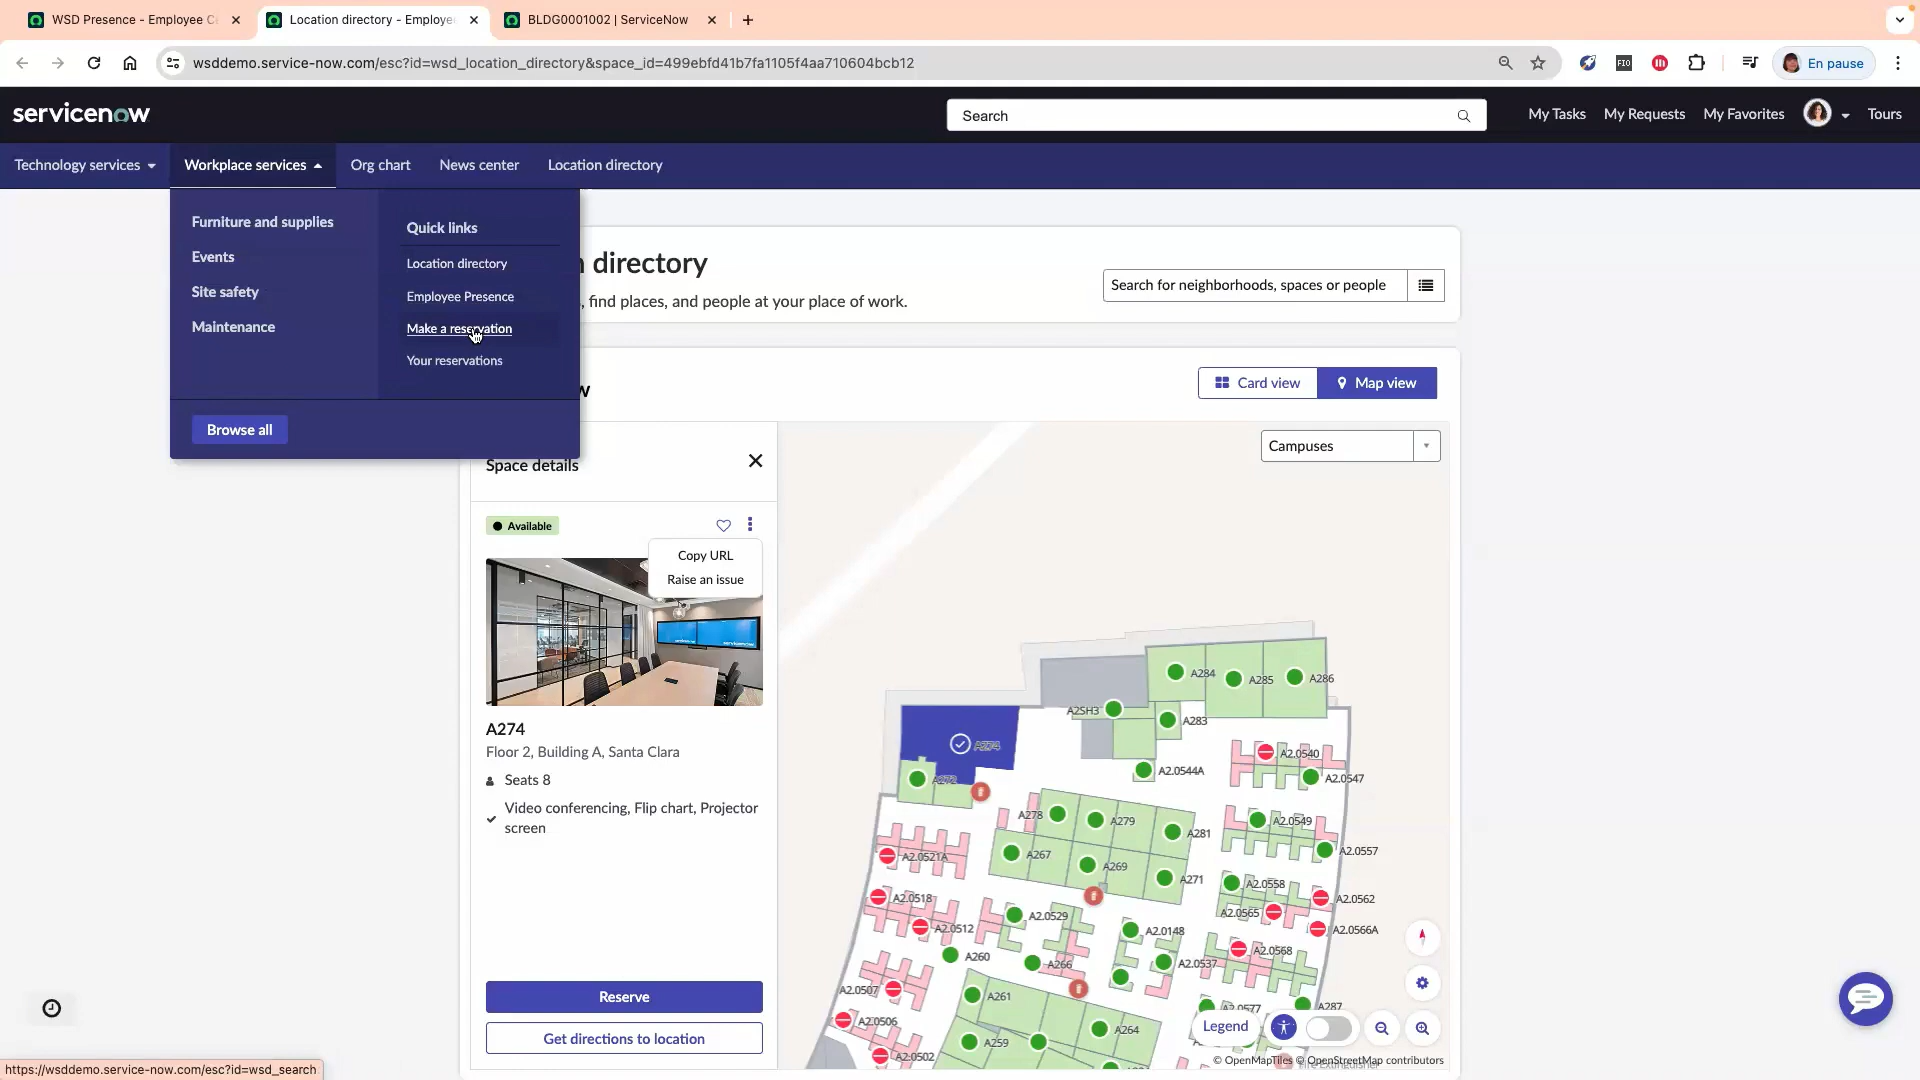 WSD Presence - Employee Ce
Location directory - Employe
BLDG0001002 | ServiceNow
wsddemo.service-now.com/esc?id=wsd_location_directory&space_id=499ebfd41b7fa1105f4aa710604bcb12
FIO
En pause
servicenow
Search
My Tasks
My Requests
My Favorites
Tours
Technology services
Workplace services
Org chart
News center
Location directory
Furniture and supplies
Events
Site safety
Maintenance
Browse all
Quick links
Location directory
Employee Presence
Make a reservation
Your reservations
directory
, find places, and people at your place of work.
Search for neighborhoods, spaces or people
Card view
Map view
Campuses
Space details
Available
Copy URL
Raise an issue
A274
Floor 2, Building A, Santa Clara
Seats 8
Video conferencing, Flip chart, Projector
screen
Reserve
Get directions to location
A284
A285
A286
A2SH3
A283
A274
A272
A2.0544A
A2.0540
A2.0547
A278
A279
A281
A2.0549
A2.0557
A267
A269
A271
A2.0521A
A2.0558
A2.0562
A2.0518
A2.0529
A2.0565
A2.0566A
A2.0512
A2.0148
A2.0568
A260
A266
A2.0537
A2.0507
A261
A2.0577
A287
A2.0506
A264
A259
A2.0502
Legend
© OpenMapTiles © OpenStreetMap contributors
https://wsddemo.service-now.com/esc?id=wsd_search